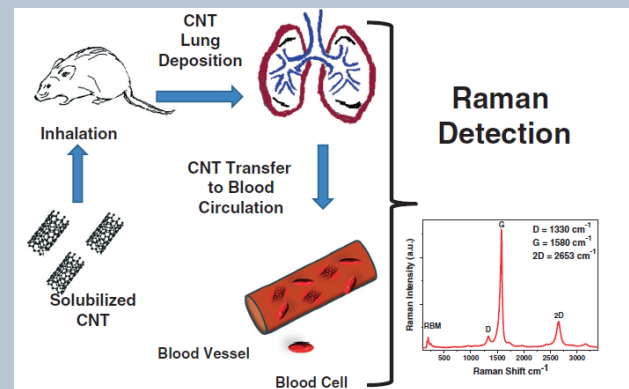 CNT
Lung
Deposition
Inhalation
Solubilized
CNT
CNT Transfer
to Blood
Circulation
Blood Vessel
Blood Cell
Raman
Detection
D = 1330 cm⁻¹
G = 1580 cm⁻¹
2D = 2653 cm⁻¹
G
RBM
D
2D
Raman Intensity (a.u.)
500 1000 1500 2000 2500 3000
Raman Shift cm⁻¹